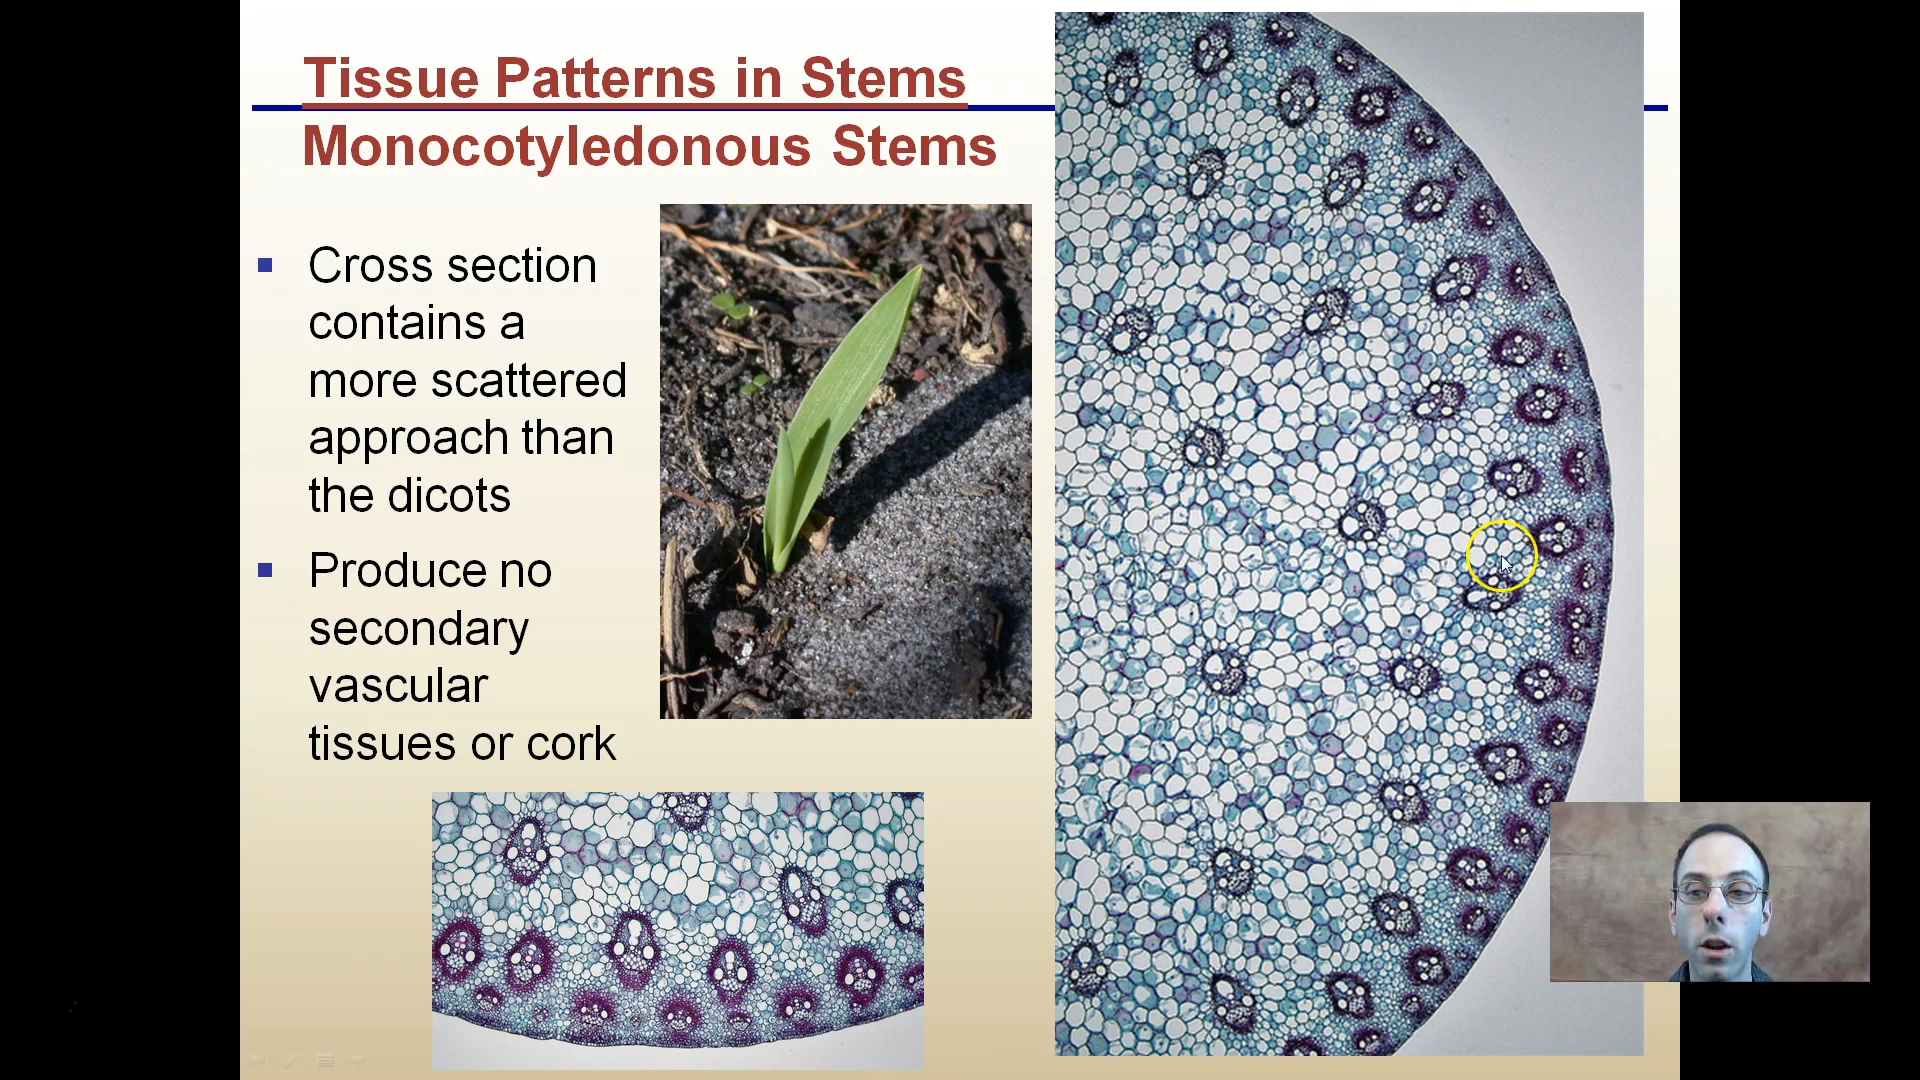 Tissue Patterns in Stems
Monocotyledonous Stems
Cross section
contains a
more scattered
approach than
the dicots
Produce no
secondary
vascular
tissues or cork